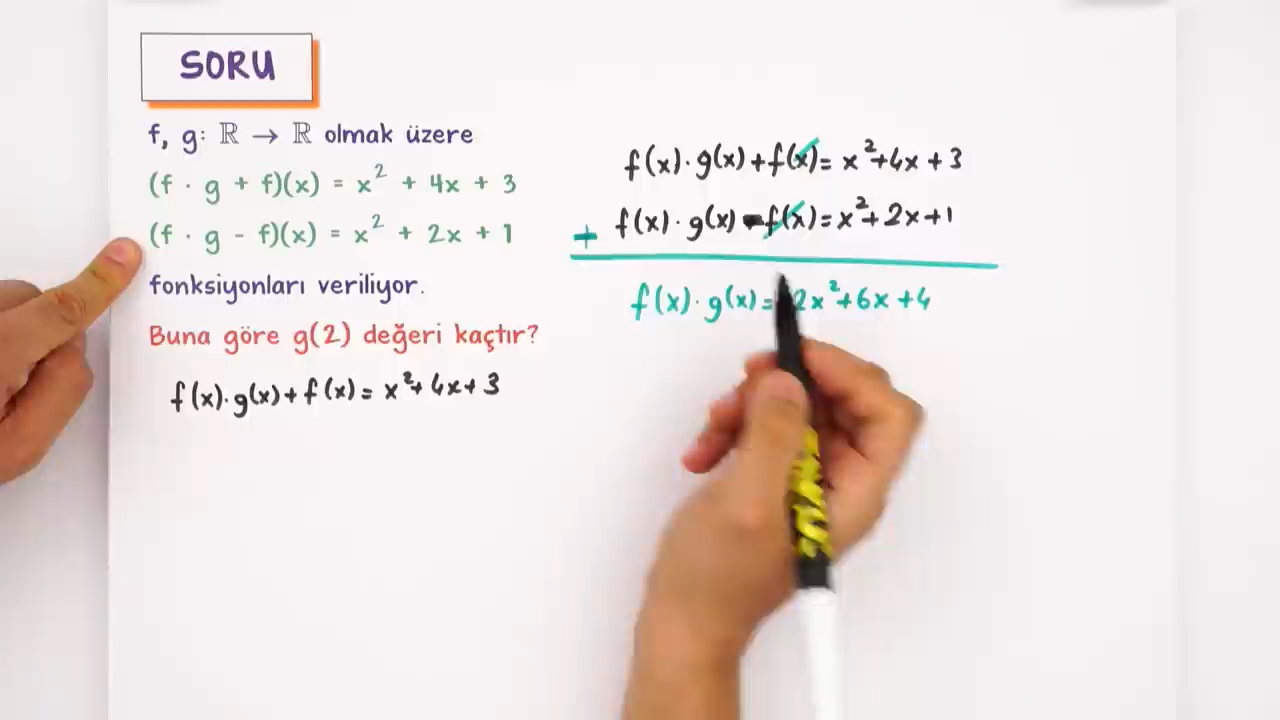 SORU
f, g: ℝ → ℝ olmak üzere
(f · g + f)(x) = x² + 4x + 3
(f · g - f)(x) = x² + 2x + 1
fonksiyonları veriliyor.
Buna göre g(2) değeri kaçtır?
f(x)·g(x)+f(x)= x²+4x+3
f(x)·g(x)+f(x)= x²+4x+3
f(x)·g(x)-f(x)=x²+2x+1
+
f(x)·g(x)= 2x²+6x+4